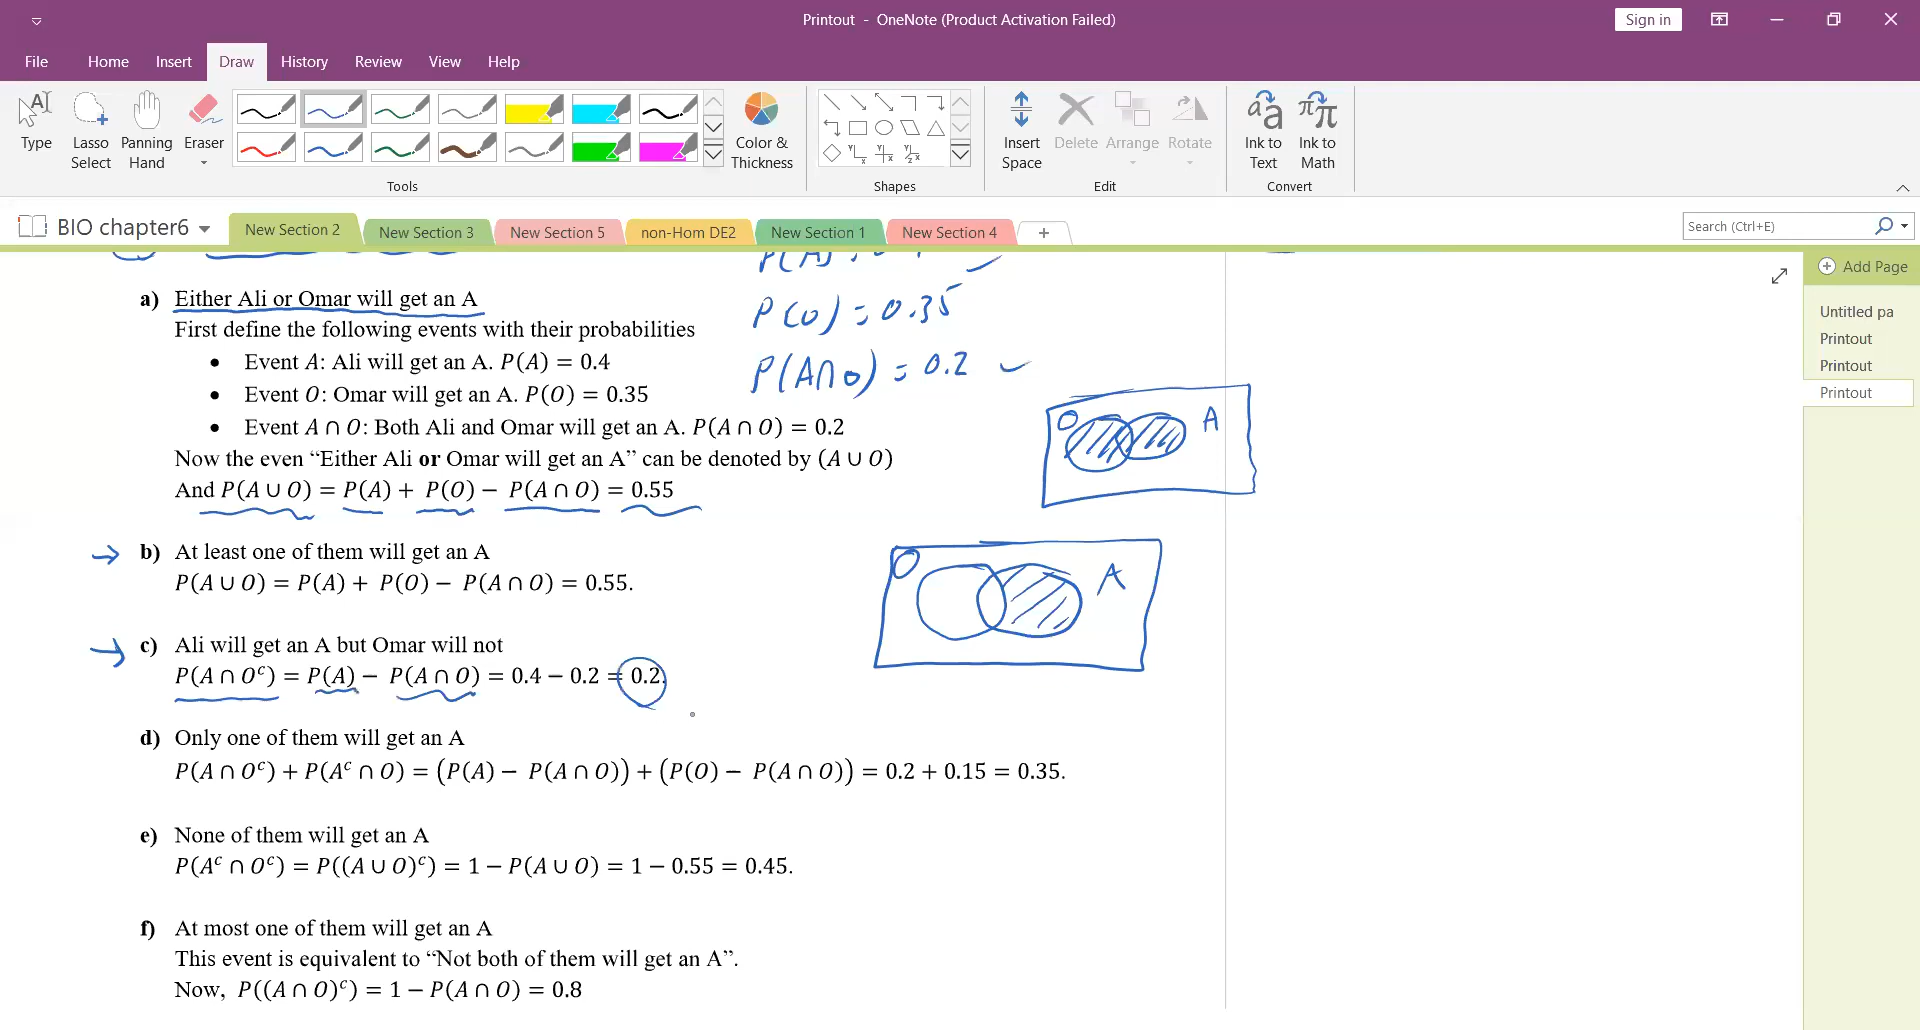 Printout - OneNote (Product Activation Failed)
Sign in
File Home Insert Draw History Review View Help
Type
Lasso Select
Panning Hand
Eraser
Color & Thickness
Insert Space
Delete
Arrange
Rotate
Ink to Text
Ink to Math
Tools
Shapes
Edit
Convert
BIO chapter6
New Section 2
New Section 3
New Section 5
non-Hom DE2
New Section 1
New Section 4
+
Search (Ctrl+E)
Add Page
Untitled pa
Printout
Printout
Printout
a) Either Ali or Omar will get an A
First define the following events with their probabilities
• Event A: Ali will get an A. P(A) = 0.4
• Event O: Omar will get an A. P(O) = 0.35
• Event A ∩ O: Both Ali and Omar will get an A. P(A ∩ O) = 0.2
Now the even “Either Ali or Omar will get an A” can be denoted by (A ∪ O)
And P(A ∪ O) = P(A) + P(O) − P(A ∩ O) = 0.55
P(O) = 0.35
P(A∩O) = 0.2
O A
b) At least one of them will get an A
P(A ∪ O) = P(A) + P(O) − P(A ∩ O) = 0.55.
O A
c) Ali will get an A but Omar will not
P(A ∩ Oᶜ) = P(A) − P(A ∩ O) = 0.4 − 0.2 = 0.2.
d) Only one of them will get an A
P(A ∩ Oᶜ) + P(Aᶜ ∩ O) = (P(A) − P(A ∩ O)) + (P(O) − P(A ∩ O)) = 0.2 + 0.15 = 0.35.
e) None of them will get an A
P(Aᶜ ∩ Oᶜ) = P((A ∪ O)ᶜ) = 1 − P(A ∪ O) = 1 − 0.55 = 0.45.
f) At most one of them will get an A
This event is equivalent to “Not both of them will get an A”.
Now, P((A ∩ O)ᶜ) = 1 − P(A ∩ O) = 0.8